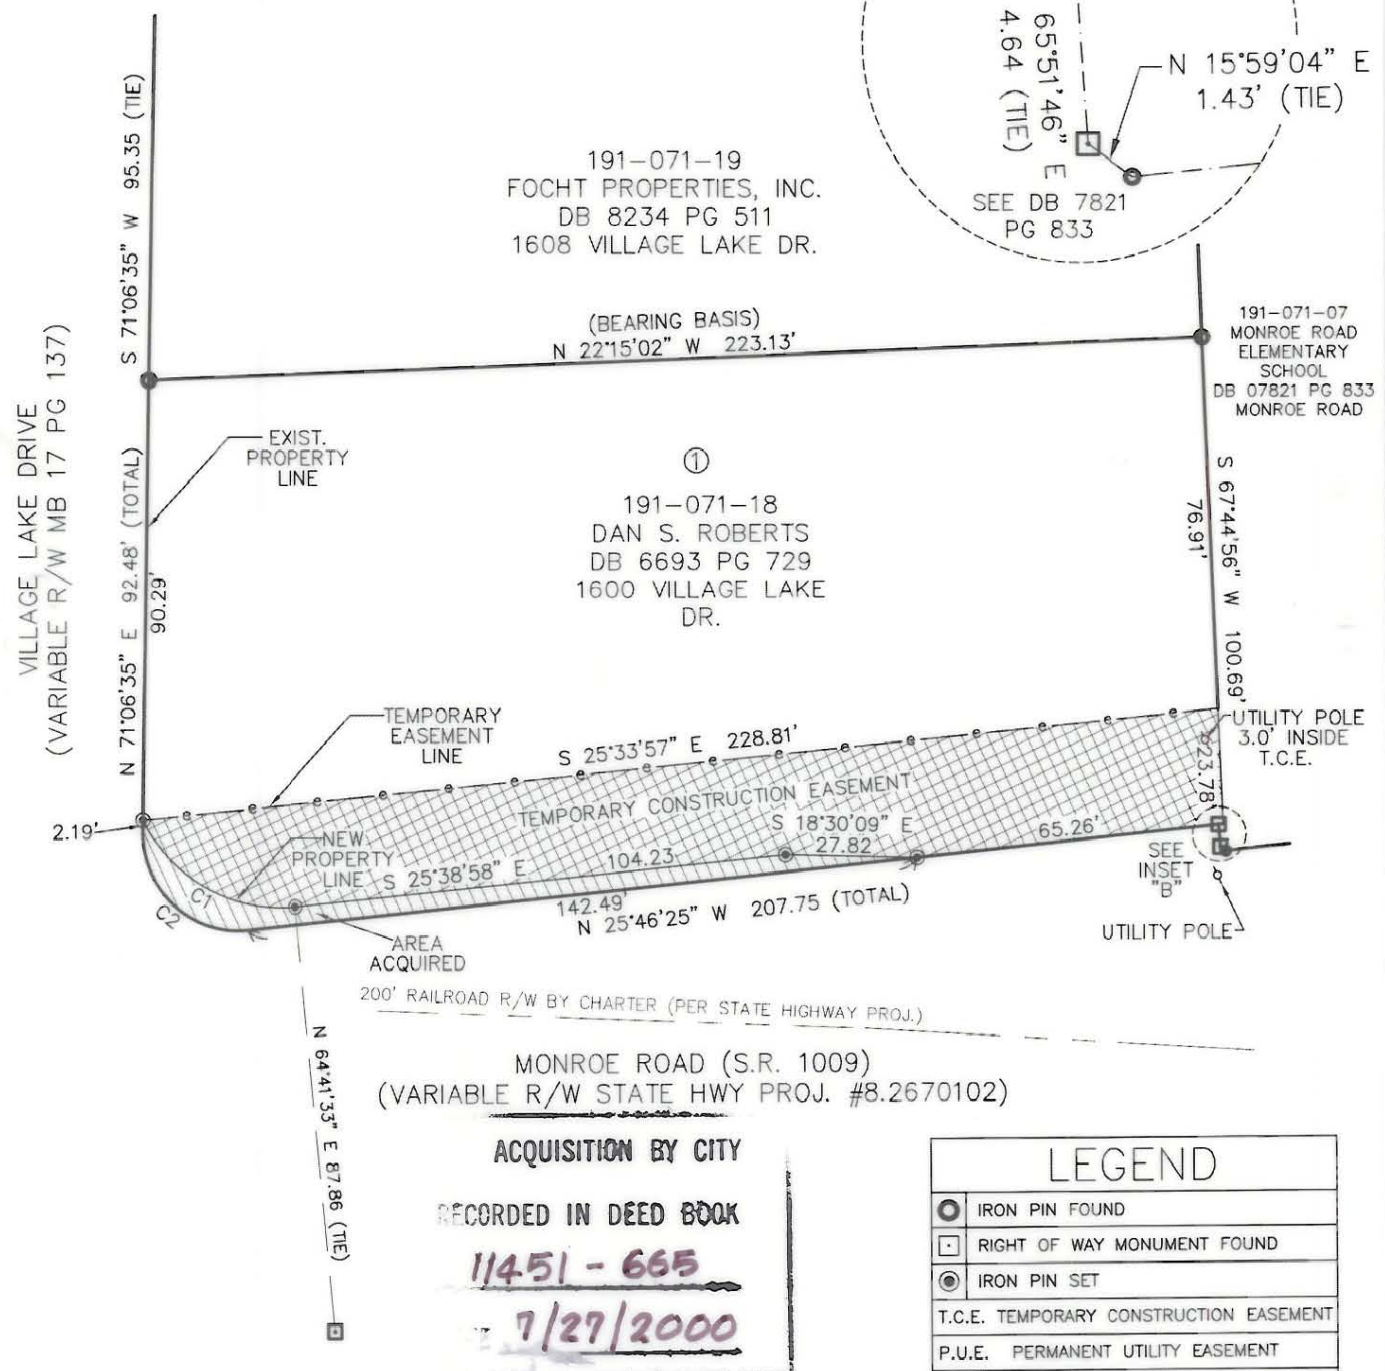 65°51'46" E
4.64 (TIE)
N 15°59'04" E
1.43' (TIE)
SEE DB 7821
PG 833
S 71°06'35" W 95.35 (TIE)
191-071-19
FOCHT PROPERTIES, INC.
DB 8234 PG 511
1608 VILLAGE LAKE DR.
(BEARING BASIS)
N 22°15'02" W 223.13'
191-071-07
MONROE ROAD
ELEMENTARY
SCHOOL
DB 07821 PG 833
MONROE ROAD
VILLAGE LAKE DRIVE
(VARIABLE R/W MB 17 PG 137)
EXIST.
PROPERTY
LINE
N 71°06'35" E 92.48' (TOTAL)
90.29'
1
191-071-18
DAN S. ROBERTS
DB 6693 PG 729
1600 VILLAGE LAKE
DR.
S 67°44'56" W 100.69'
76.91'
TEMPORARY
EASEMENT
LINE
S 25°33'57" E 228.81'
e e e e e e e e e e e e e e e e
UTILITY POLE
3.0' INSIDE
T.C.E.
23.78'
2.19'
TEMPORARY CONSTRUCTION EASEMENT
NEW
PROPERTY
LINE
S 25°38'58" E
104.23
S 18°30'09" E
27.82
65.26'
SEE
INSET
"B"
C1
C2
142.49'
N 25°46'25" W 207.75 (TOTAL)
AREA
ACQUIRED
UTILITY POLE
200' RAILROAD R/W BY CHARTER (PER STATE HIGHWAY PROJ.)
N 64°41'33" E 87.86 (TIE)
MONROE ROAD (S.R. 1009)
(VARIABLE R/W STATE HWY PROJ. #8.2670102)
ACQUISITION BY CITY
RECORDED IN DEED BOOK
11451 - 665
7/27/2000
LEGEND
IRON PIN FOUND
RIGHT OF WAY MONUMENT FOUND
IRON PIN SET
T.C.E. TEMPORARY CONSTRUCTION EASEMENT
P.U.E. PERMANENT UTILITY EASEMENT